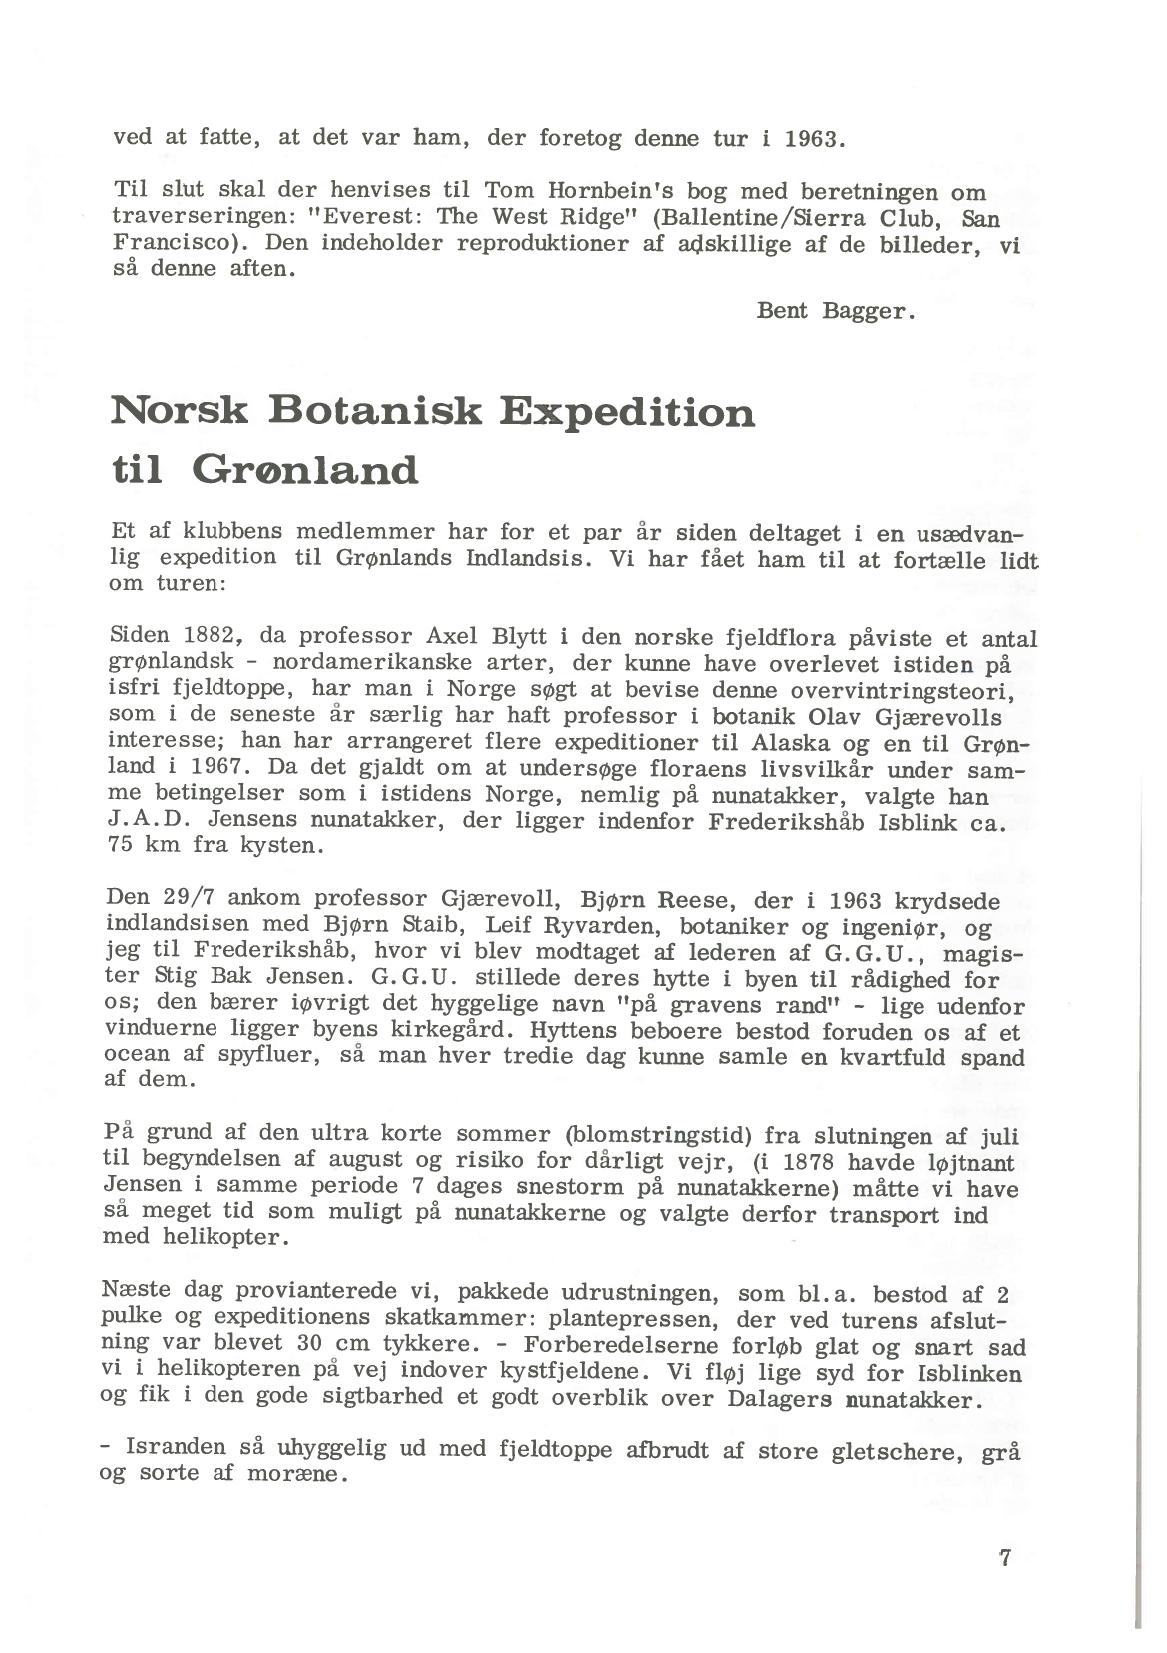 ved at fatte, at det var ham, der foretog denne tur i 1963.
Til slut skal der henvises til Tom Hornbein's bog med beretningen om
traverseringen: "Everest: The West Ridge" (Ballentine/Sierra Club, San
Francisco). Den indeholder reproduktioner af adskillige af de billeder, vi
så denne aften.
Bent Bagger.
Norsk Botanisk Expedition
til Grønland
Et af klubbens medlemmer har for et par år siden deltaget i en usædvan-
lig expedition til Grønlands Indlandsis. Vi har fået ham til at fortælle lidt
om turen:
Siden 1882, da professor Axel Blytt i den norske fjeldflora påviste et antal
grønlandsk - nordamerikanske arter, der kunne have overlevet istiden på
isfri fjeldtoppe, har man i Norge søgt at bevise denne overvintringsteori,
som i de seneste år særlig har haft professor i botanik Olav Gjærevolls
interesse; han har arrangeret flere expeditioner til Alaska og en til Grøn-
land i 1967. Da det gjaldt om at undersøge floraens livsvilkår under sam-
me betingelser som i istidens Norge, nemlig på nunatakker, valgte han
J.A.D. Jensens nunatakker, der ligger indenfor Frederikshåb Isblink ca.
75 km fra kysten.
Den 29/7 ankom professor Gjærevoll, Bjørn Reese, der i 1963 krydsede
indlandsisen med Bjørn Staib, Leif Ryvarden, botaniker og ingeniør, og
jeg til Frederikshåb, hvor vi blev modtaget af lederen af G.G.U., magis-
ter Stig Bak Jensen. G.G.U. stillede deres hytte i byen til rådighed for
os; den bærer iøvrigt det hyggelige navn "på gravens rand" - lige udenfor
vinduerne ligger byens kirkegård. Hyttens beboere bestod foruden os af et
ocean af spyfluer, så man hver tredie dag kunne samle en kvartfuld spand
af dem.
På grund af den ultra korte sommer (blomstringstid) fra slutningen af juli
til begyndelsen af august og risiko for dårligt vejr, (i 1878 havde løjtnant
Jensen i samme periode 7 dages snestorm på nunatakkerne) måtte vi have
så meget tid som muligt på nunatakkerne og valgte derfor transport ind
med helikopter.
Næste dag provianterede vi, pakkede udrustningen, som bl.a. bestod af 2
pulke og expeditionens skatkammer: plantepressen, der ved turens afslut-
ning var blevet 30 cm tykkere. - Forberedelserne forløb glat og snart sad
vi i helikopteren på vej indover kystfjeldene. Vi fløj lige syd for Isblinken
og fik i den gode sigtbarhed et godt overblik over Dalagers nunatakker.
- Isranden så uhyggelig ud med fjeldtoppe afbrudt af store gletschere, grå
og sorte af moræne.
7